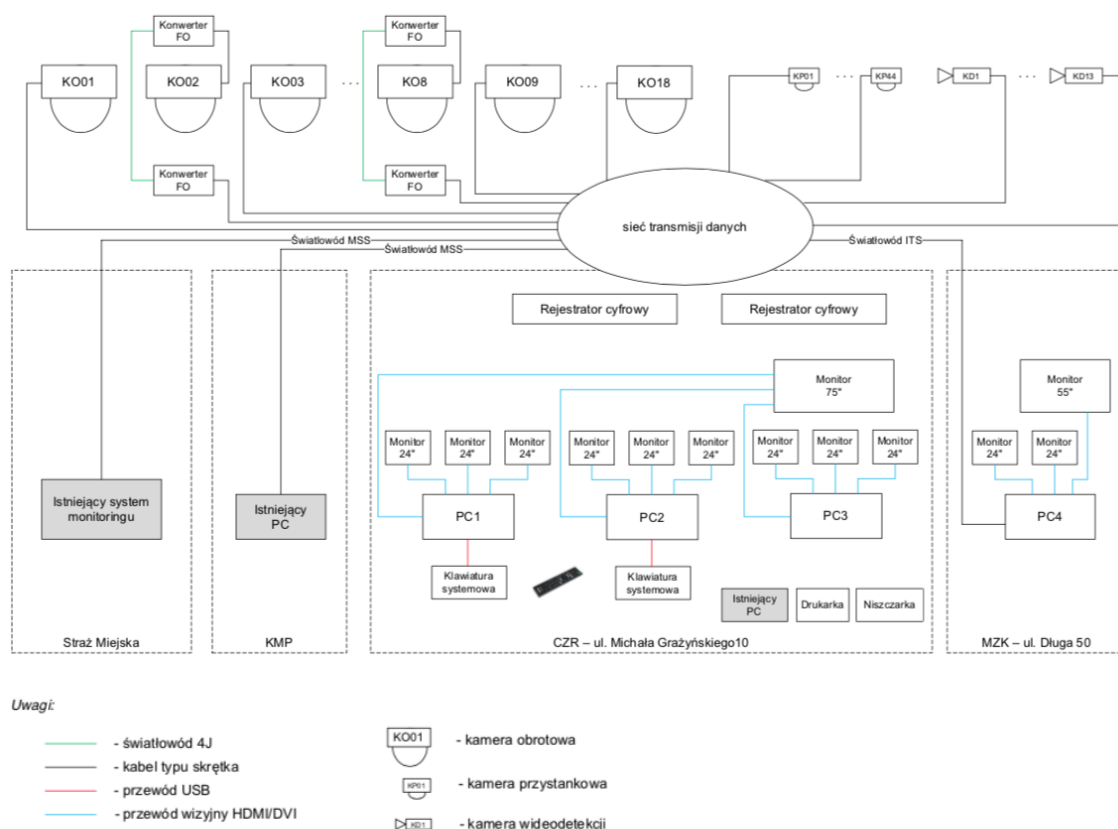 Konwerter
FO
Konwerter
FO
KO01
KO02
KO03
...
KO8
KO09
...
KO18
KP01
...
KP44
KD1
...
KD13
Konwerter
FO
Konwerter
FO
sieć transmisji danych
Światłowód MSS
Światłowód MSS
Światłówód ITS
Rejestrator cyfrowy
Rejestrator cyfrowy
Monitor
75"
Monitor
55"
Monitor
24"
Monitor
24"
Monitor
24"
Monitor
24"
Monitor
24"
Monitor
24"
Monitor
24"
Monitor
24"
Monitor
24"
Monitor
24"
Monitor
24"
Istniejący system
monitoringu
Istniejący
PC
PC1
PC2
PC3
PC4
Klawiatura
systemowa
Klawiatura
systemowa
Istniejący
PC
Drukarka
Niszczarka
Straż Miejska
KMP
CZR – ul. Michała Grażyńskiego10
MZK – ul. Długa 50
Uwagi:
- światłowód 4J
- kabel typu skrętka
- przewód USB
- przewód wizyjny HDMI/DVI
KO01
- kamera obrotowa
KP01
- kamera przystankowa
KD1
- kamera wideodetekcji